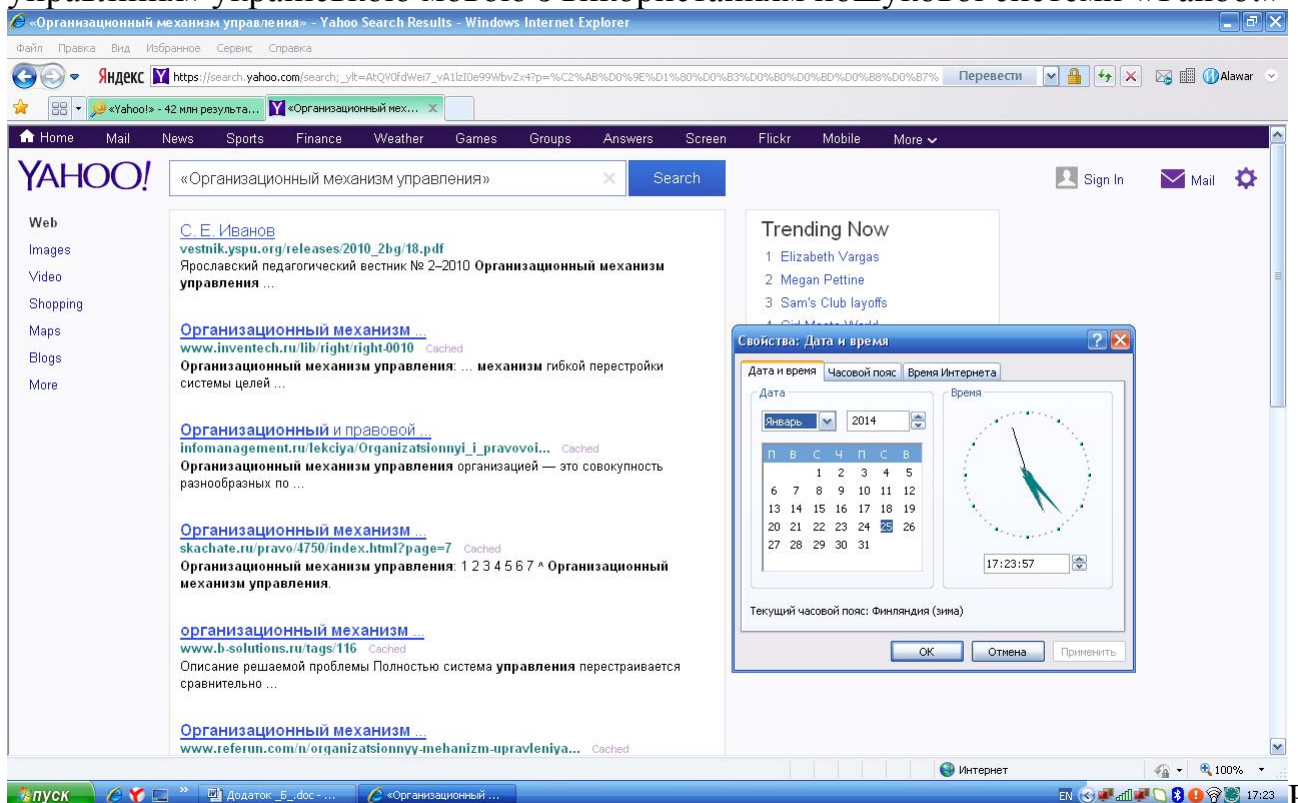 управління» українською мовою з використанням пошукової системи «Yahoo!»
«Организационный механизм управления» - Yahoo Search Results - Windows Internet Explorer
Файл Правка Вид Избранное Сервис Справка
Яндекс https://search.yahoo.com/search;_ylt=AtQV0fdWei7_vA1lzI0e99WbvZx4?p=%C2%AB%D0%9E%D1%80%D0%B3%D0%B0%D0%BD%D0%B8%D0%B7% Перевести Alawar
«Yahoo!» - 42 млн результа... «Организационный мех...
Home Mail News Sports Finance Weather Games Groups Answers Screen Flickr Mobile More
YAHOO! «Организационный механизм управления» Search Sign In Mail
Web
Images
Video
Shopping
Maps
Blogs
More
С. Е. Иванов
vestnik.yspu.org/releases/2010_2bg/18.pdf
Ярославский педагогический вестник № 2–2010 Организационный механизм
управления ...
Организационный механизм ...
www.inventech.ru/lib/right/right-0010 Cached
Организационный механизм управления: ... механизм гибкой перестройки
системы целей ...
Организационный и правовой ...
infomanagement.ru/lekciya/Organizatsionnyi_i_pravovoi... Cached
Организационный механизм управления организацией — это совокупность
разнообразных по ...
Организационный механизм ...
skachate.ru/pravo/4750/index.html?page=7 Cached
Организационный механизм управления: 1 2 3 4 5 6 7 ^ Организационный
механизм управления.
организационный механизм ...
www.b-solutions.ru/tags/116 Cached
Описание решаемой проблемы Полностью система управления перестраивается
сравнительно ...
Организационный механизм ...
www.referun.com/n/organizatsionnyy-mehanizm-upravleniya... Cached
Trending Now
1 Elizabeth Vargas
2 Megan Pettine
3 Sam's Club layoffs
Свойства: Дата и время
Дата и время Часовой пояс Время Интернета
Дата
Январь 2014
П В С Ч П С В
1 2 3 4 5
6 7 8 9 10 11 12
13 14 15 16 17 18 19
20 21 22 23 24 25 26
27 28 29 30 31
Время
17:23:57
Текущий часовой пояс: Финляндия (зима)
ОК Отмена Применить
Интернет 100%
пуск Додаток _Б_.doc - ... «Организационный ... EN 17:23